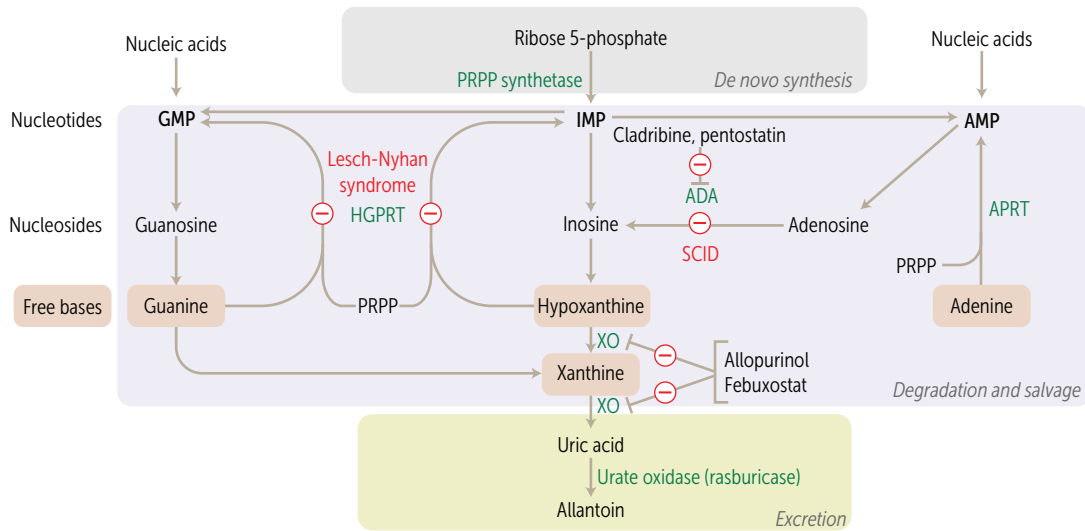 Nucleic acids
Ribose 5-phosphate
Nucleic acids
PRPP synthetase
De novo synthesis
Nucleotides
GMP
IMP
AMP
Cladribine, pentostatin
Lesch-Nyhan
syndrome
HGPRT
ADA
Nucleosides
Guanosine
Inosine
Adenosine
APRT
SCID
PRPP
Free bases
Guanine
PRPP
Hypoxanthine
Adenine
XO
Allopurinol
Febuxostat
Xanthine
Degradation and salvage
XO
Uric acid
Urate oxidase (rasburicase)
Allantoin
Excretion